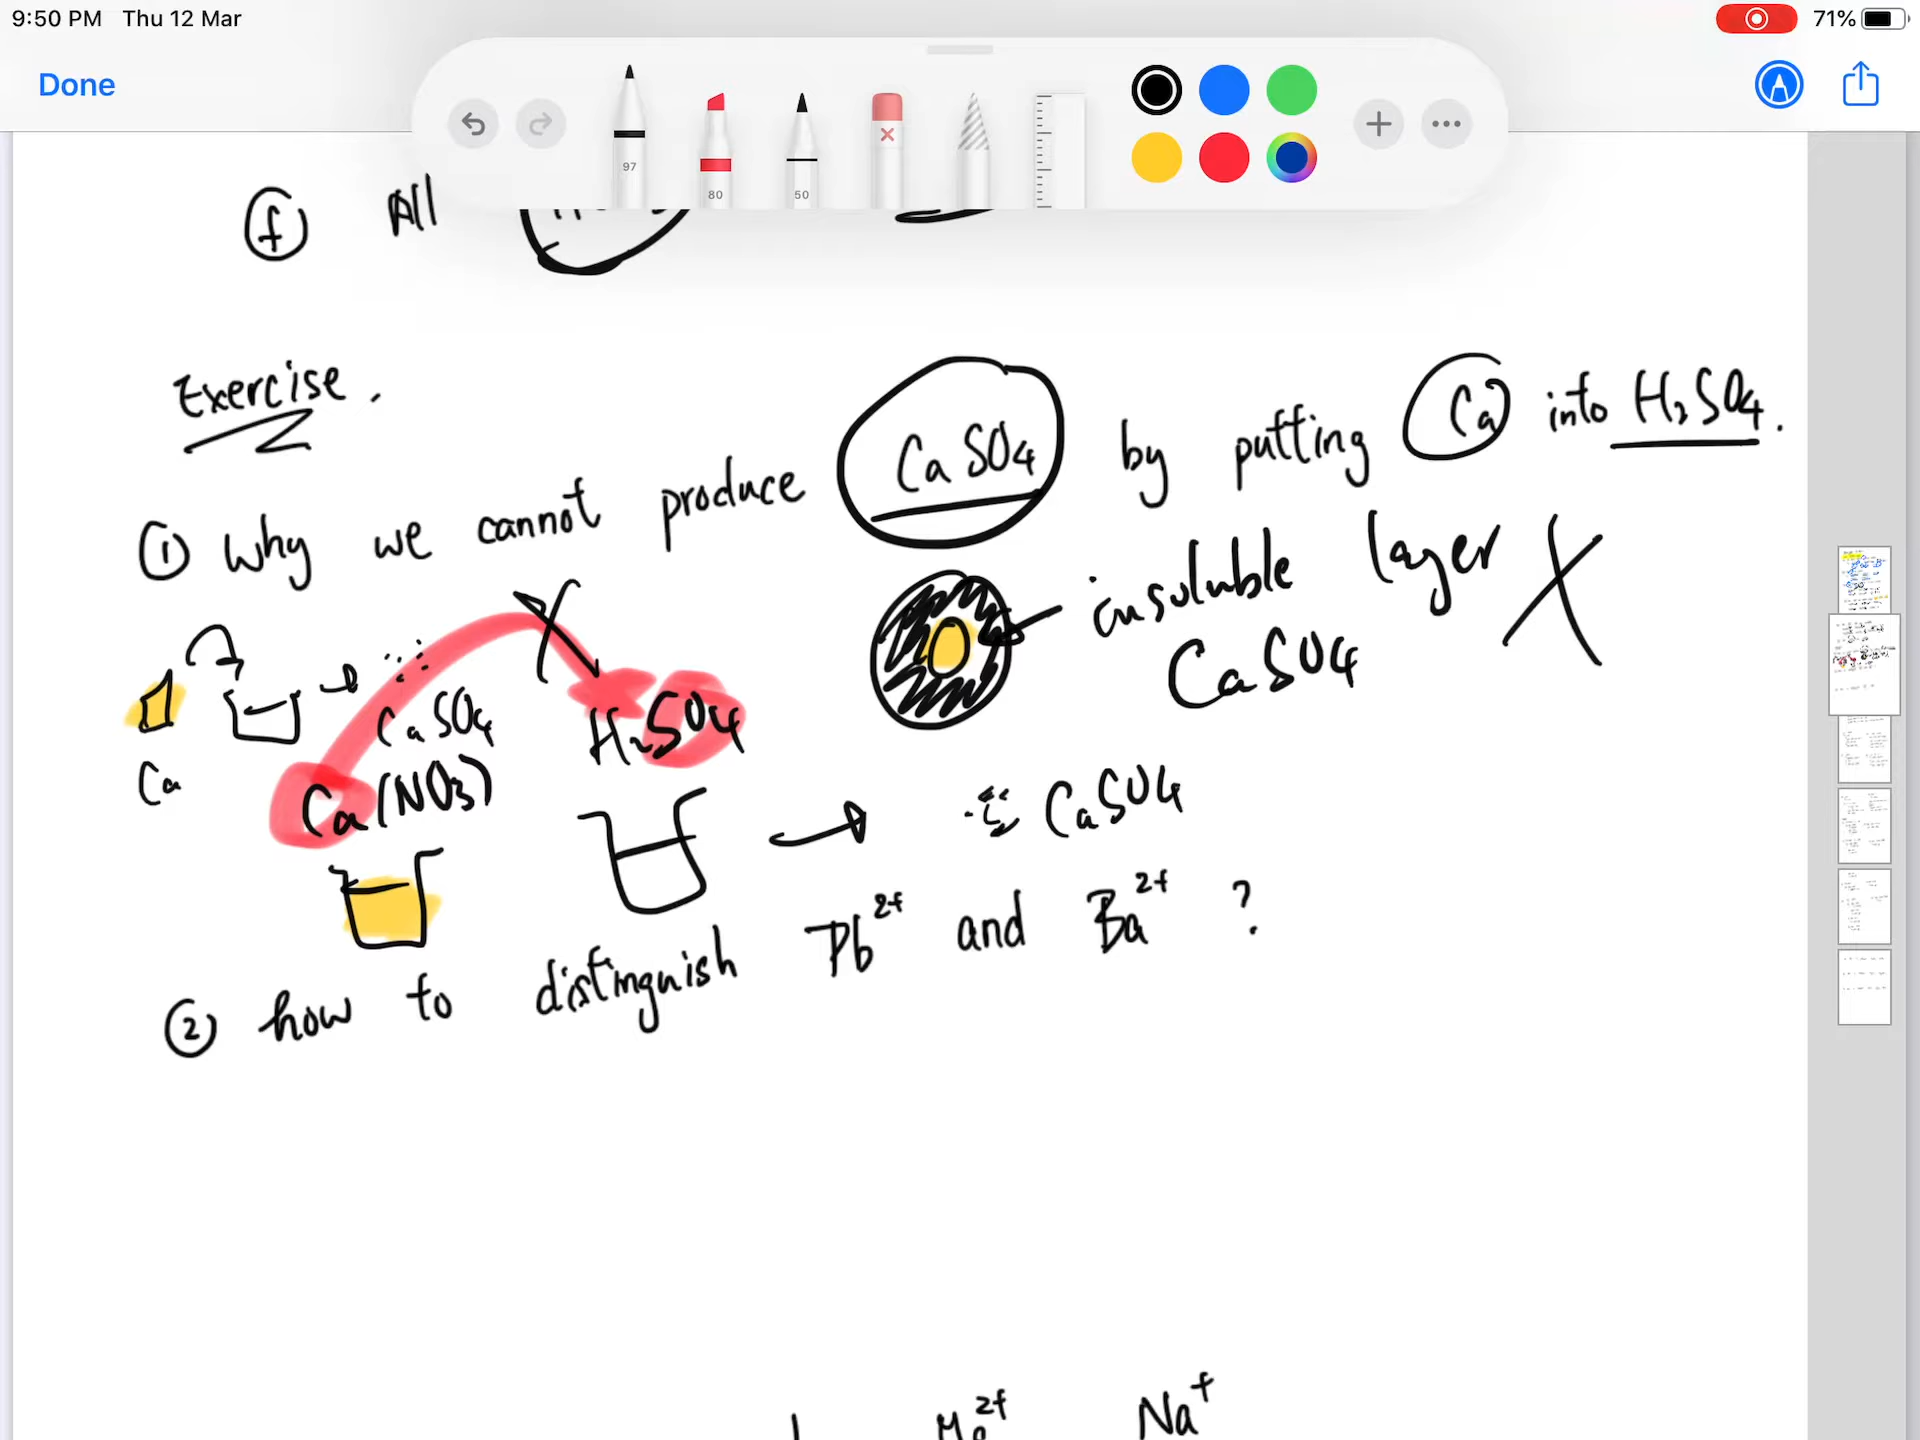 9:50 PM Thu 12 Mar
71%
Done
97
80
50
(f) All
Exercise.
① Why we cannot produce CaSO4 by putting Ca into H2SO4.
insoluble layer
CaSO4
Ca
CaSO4
H2SO4
Ca(NO3)
CaSO4
② how to distinguish Pb2+ and Ba2+ ?
Mg2+ Na+